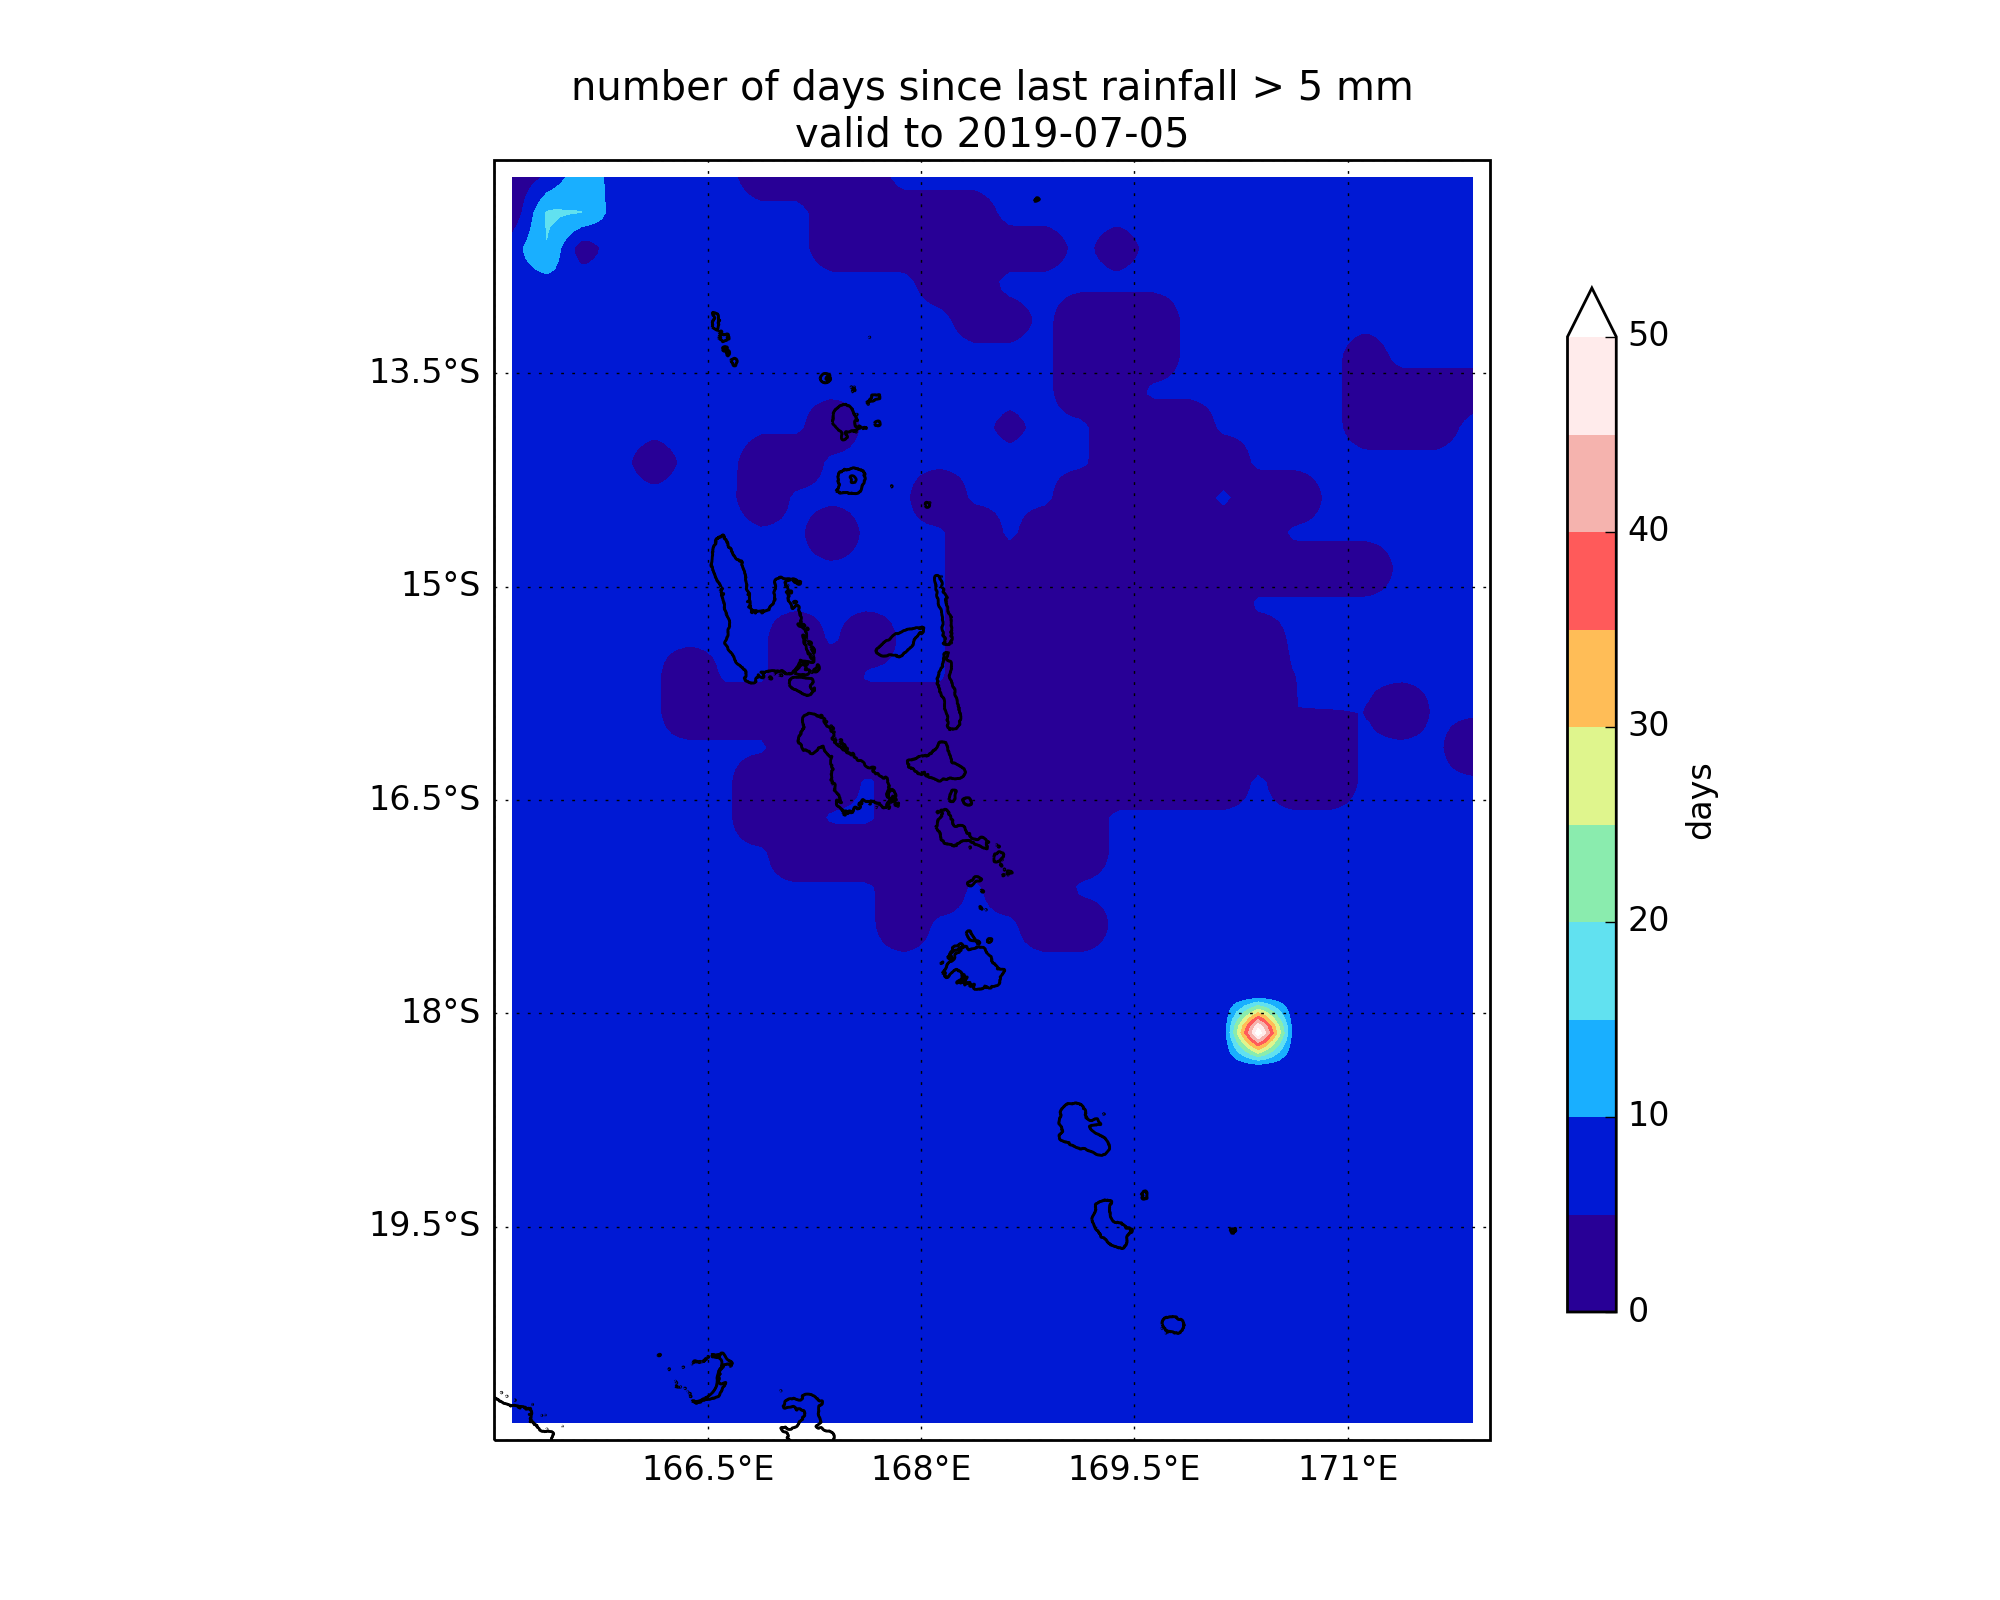 number of days since last rainfall > 5 mm
valid to 2019-07-05
13.5°S
15°S
16.5°S
18°S
19.5°S
166.5°E
168°E
169.5°E
171°E
50
40
30
20
10
0
days